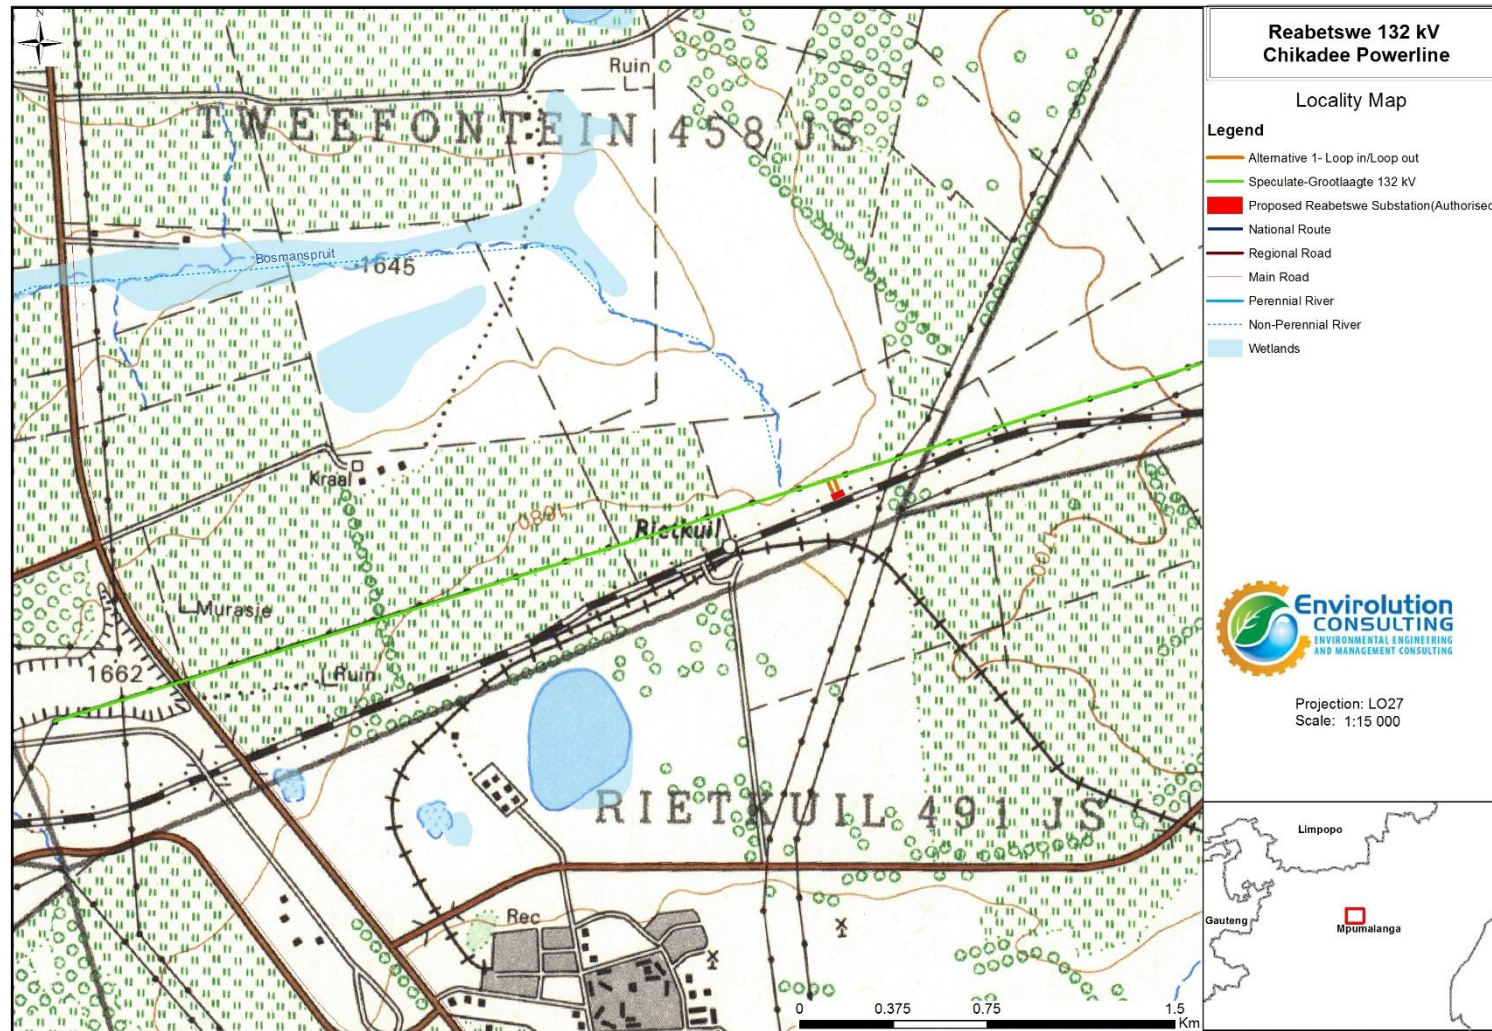 N
Ruin
TWEEFONTEIN 458 JS
Bosmanspruit
1645
Kraal
1680
Rietkuil
1700
Murasie
1662
Ruin
RIETKUIL 491 JS
Rec
0 0.375 0.75 1.5
Km
Reabetswe 132 kV
Chikadee Powerline
Locality Map
Legend
Alternative 1- Loop in/Loop out
Speculate-Grootlaagte 132 kV
Proposed Reabetswe Substation(Authorised
National Route
Regional Road
Main Road
Perennial River
Non-Perennial River
Wetlands
Envirolution
CONSULTING
ENVIRONMENTAL ENGINEERING
AND MANAGEMENT CONSULTING
Projection: LO27
Scale: 1:15 000
Limpopo
Gauteng
Mpumalanga